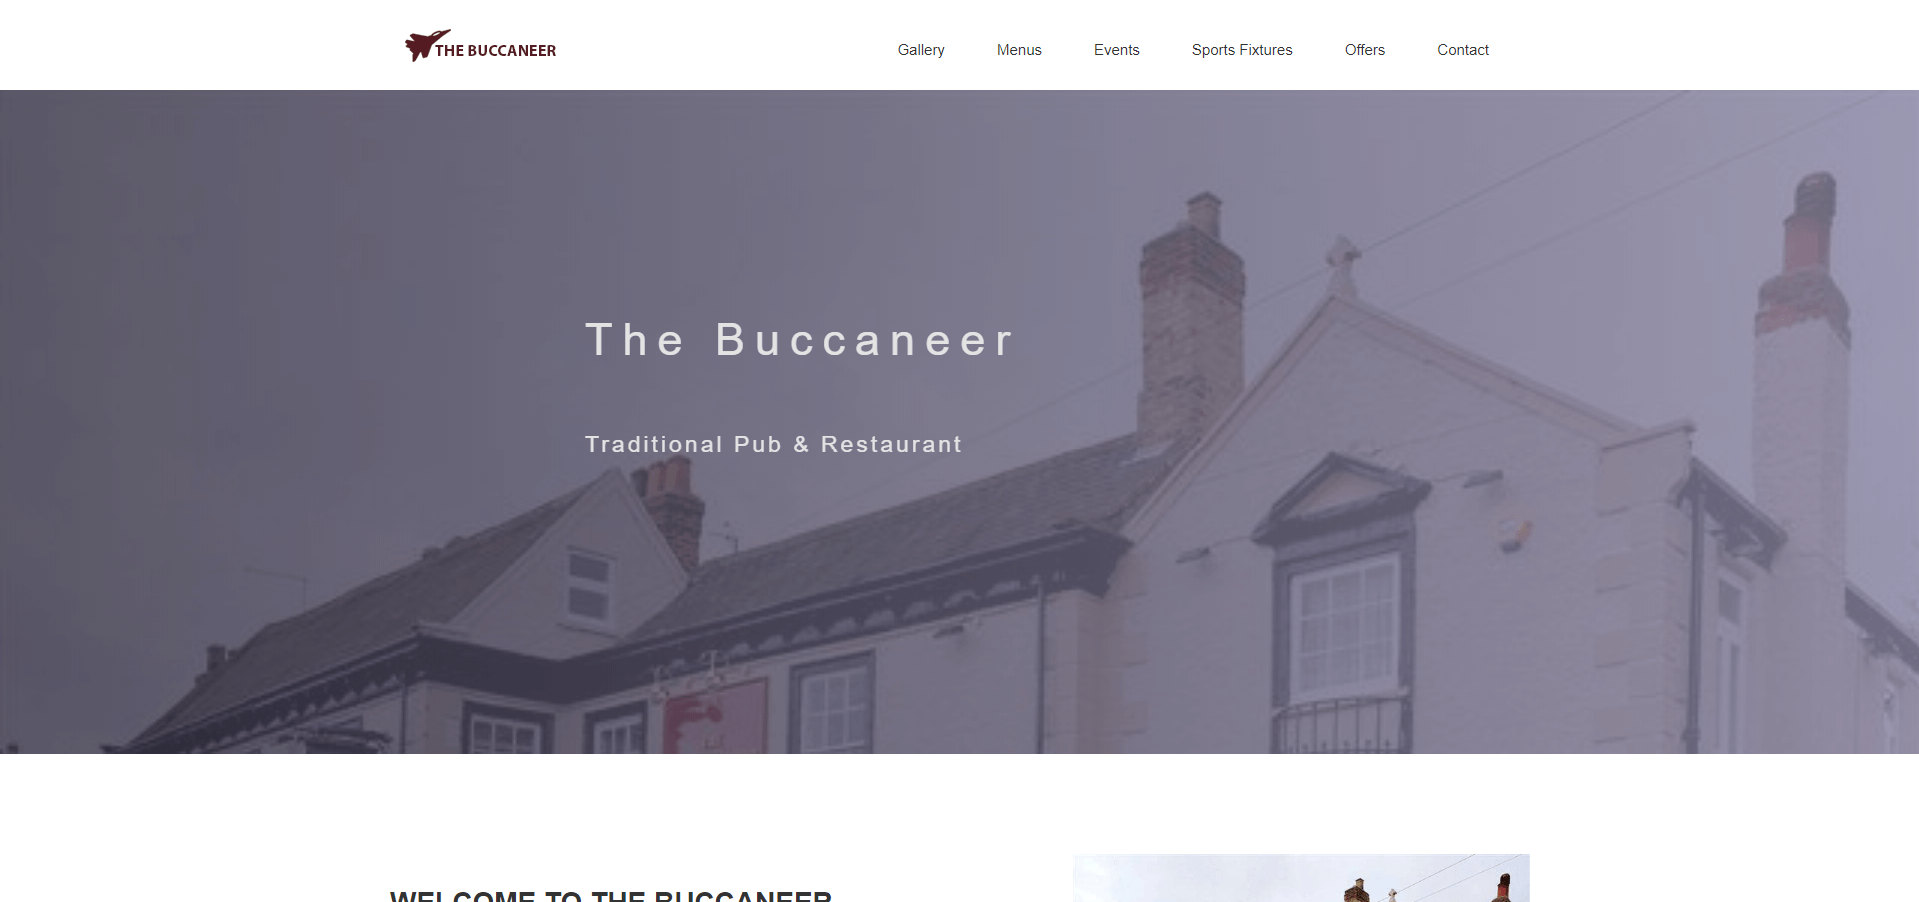 THE BUCCANEER
Gallery Menus Events Sports Fixtures Offers Contact
The Buccaneer
Traditional Pub & Restaurant
WELCOME TO THE BUCCANEER